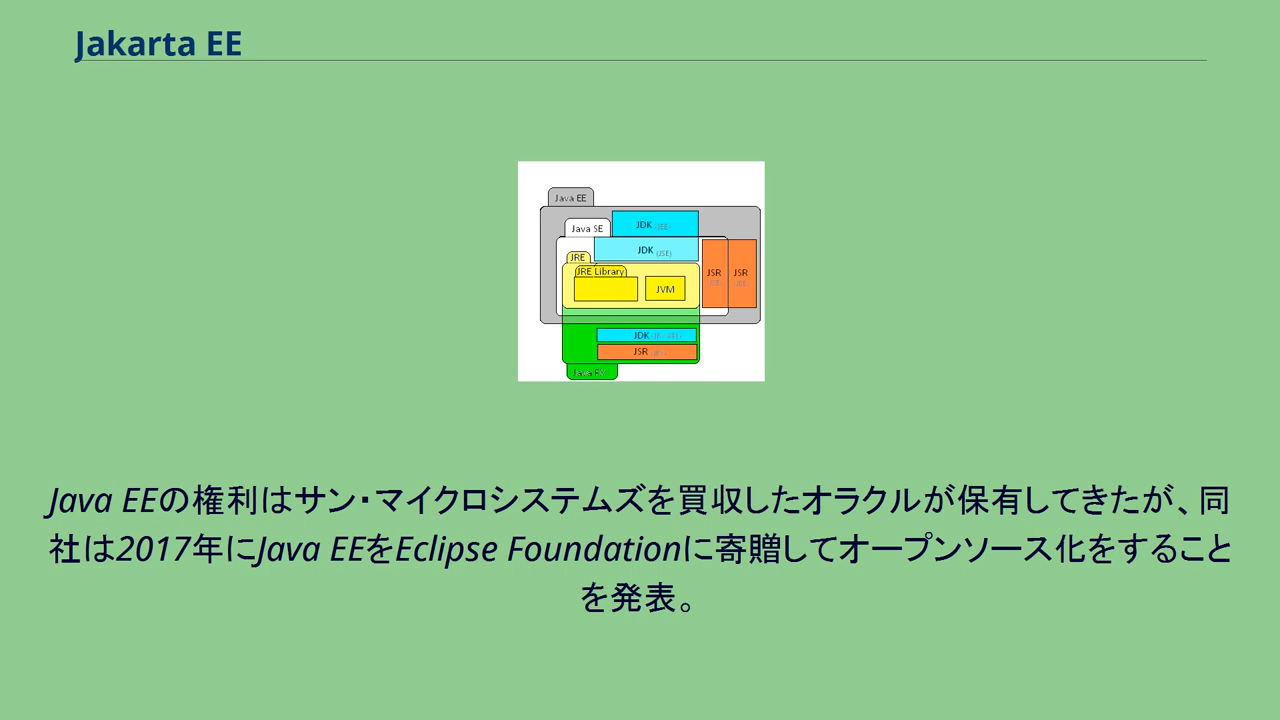 Jakarta EE
Java EE
Java SE
JDK
JDK (JSE)
JRE
JRE Library
JVM
JSR
JSR
JDK
JSR
Java FX
Java EEの権利はサン・マイクロシステムズを買収したオラクルが保有してきたが、同
社は2017年にJava EEをEclipse Foundationに寄贈してオープンソース化をすること
を発表。